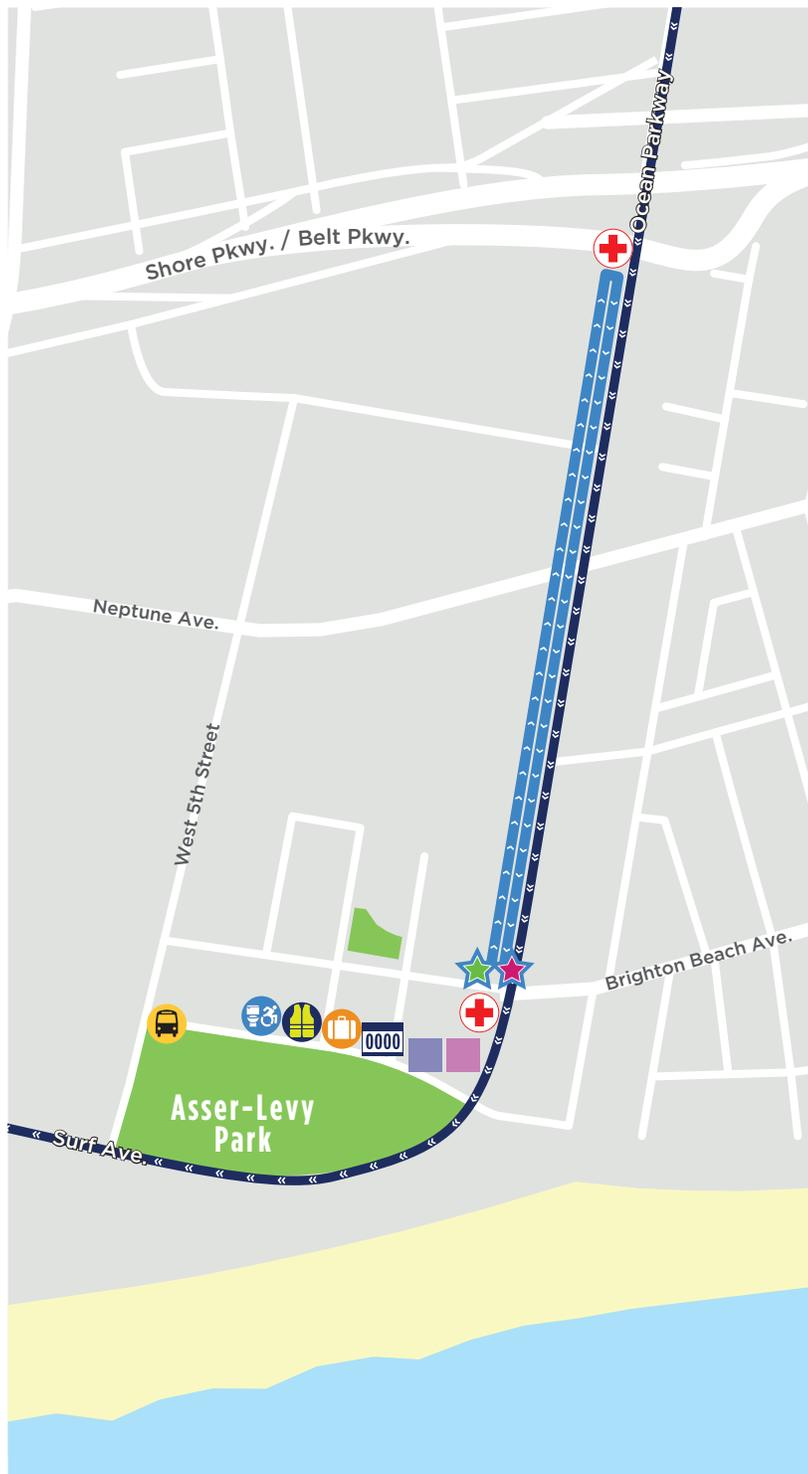 Ocean Parkway
Shore Pkwy. / Belt Pkwy.
Neptune Ave.
West 5th Street
Brighton Beach Ave.
0000
Asser-Levy
Park
Surf Ave.